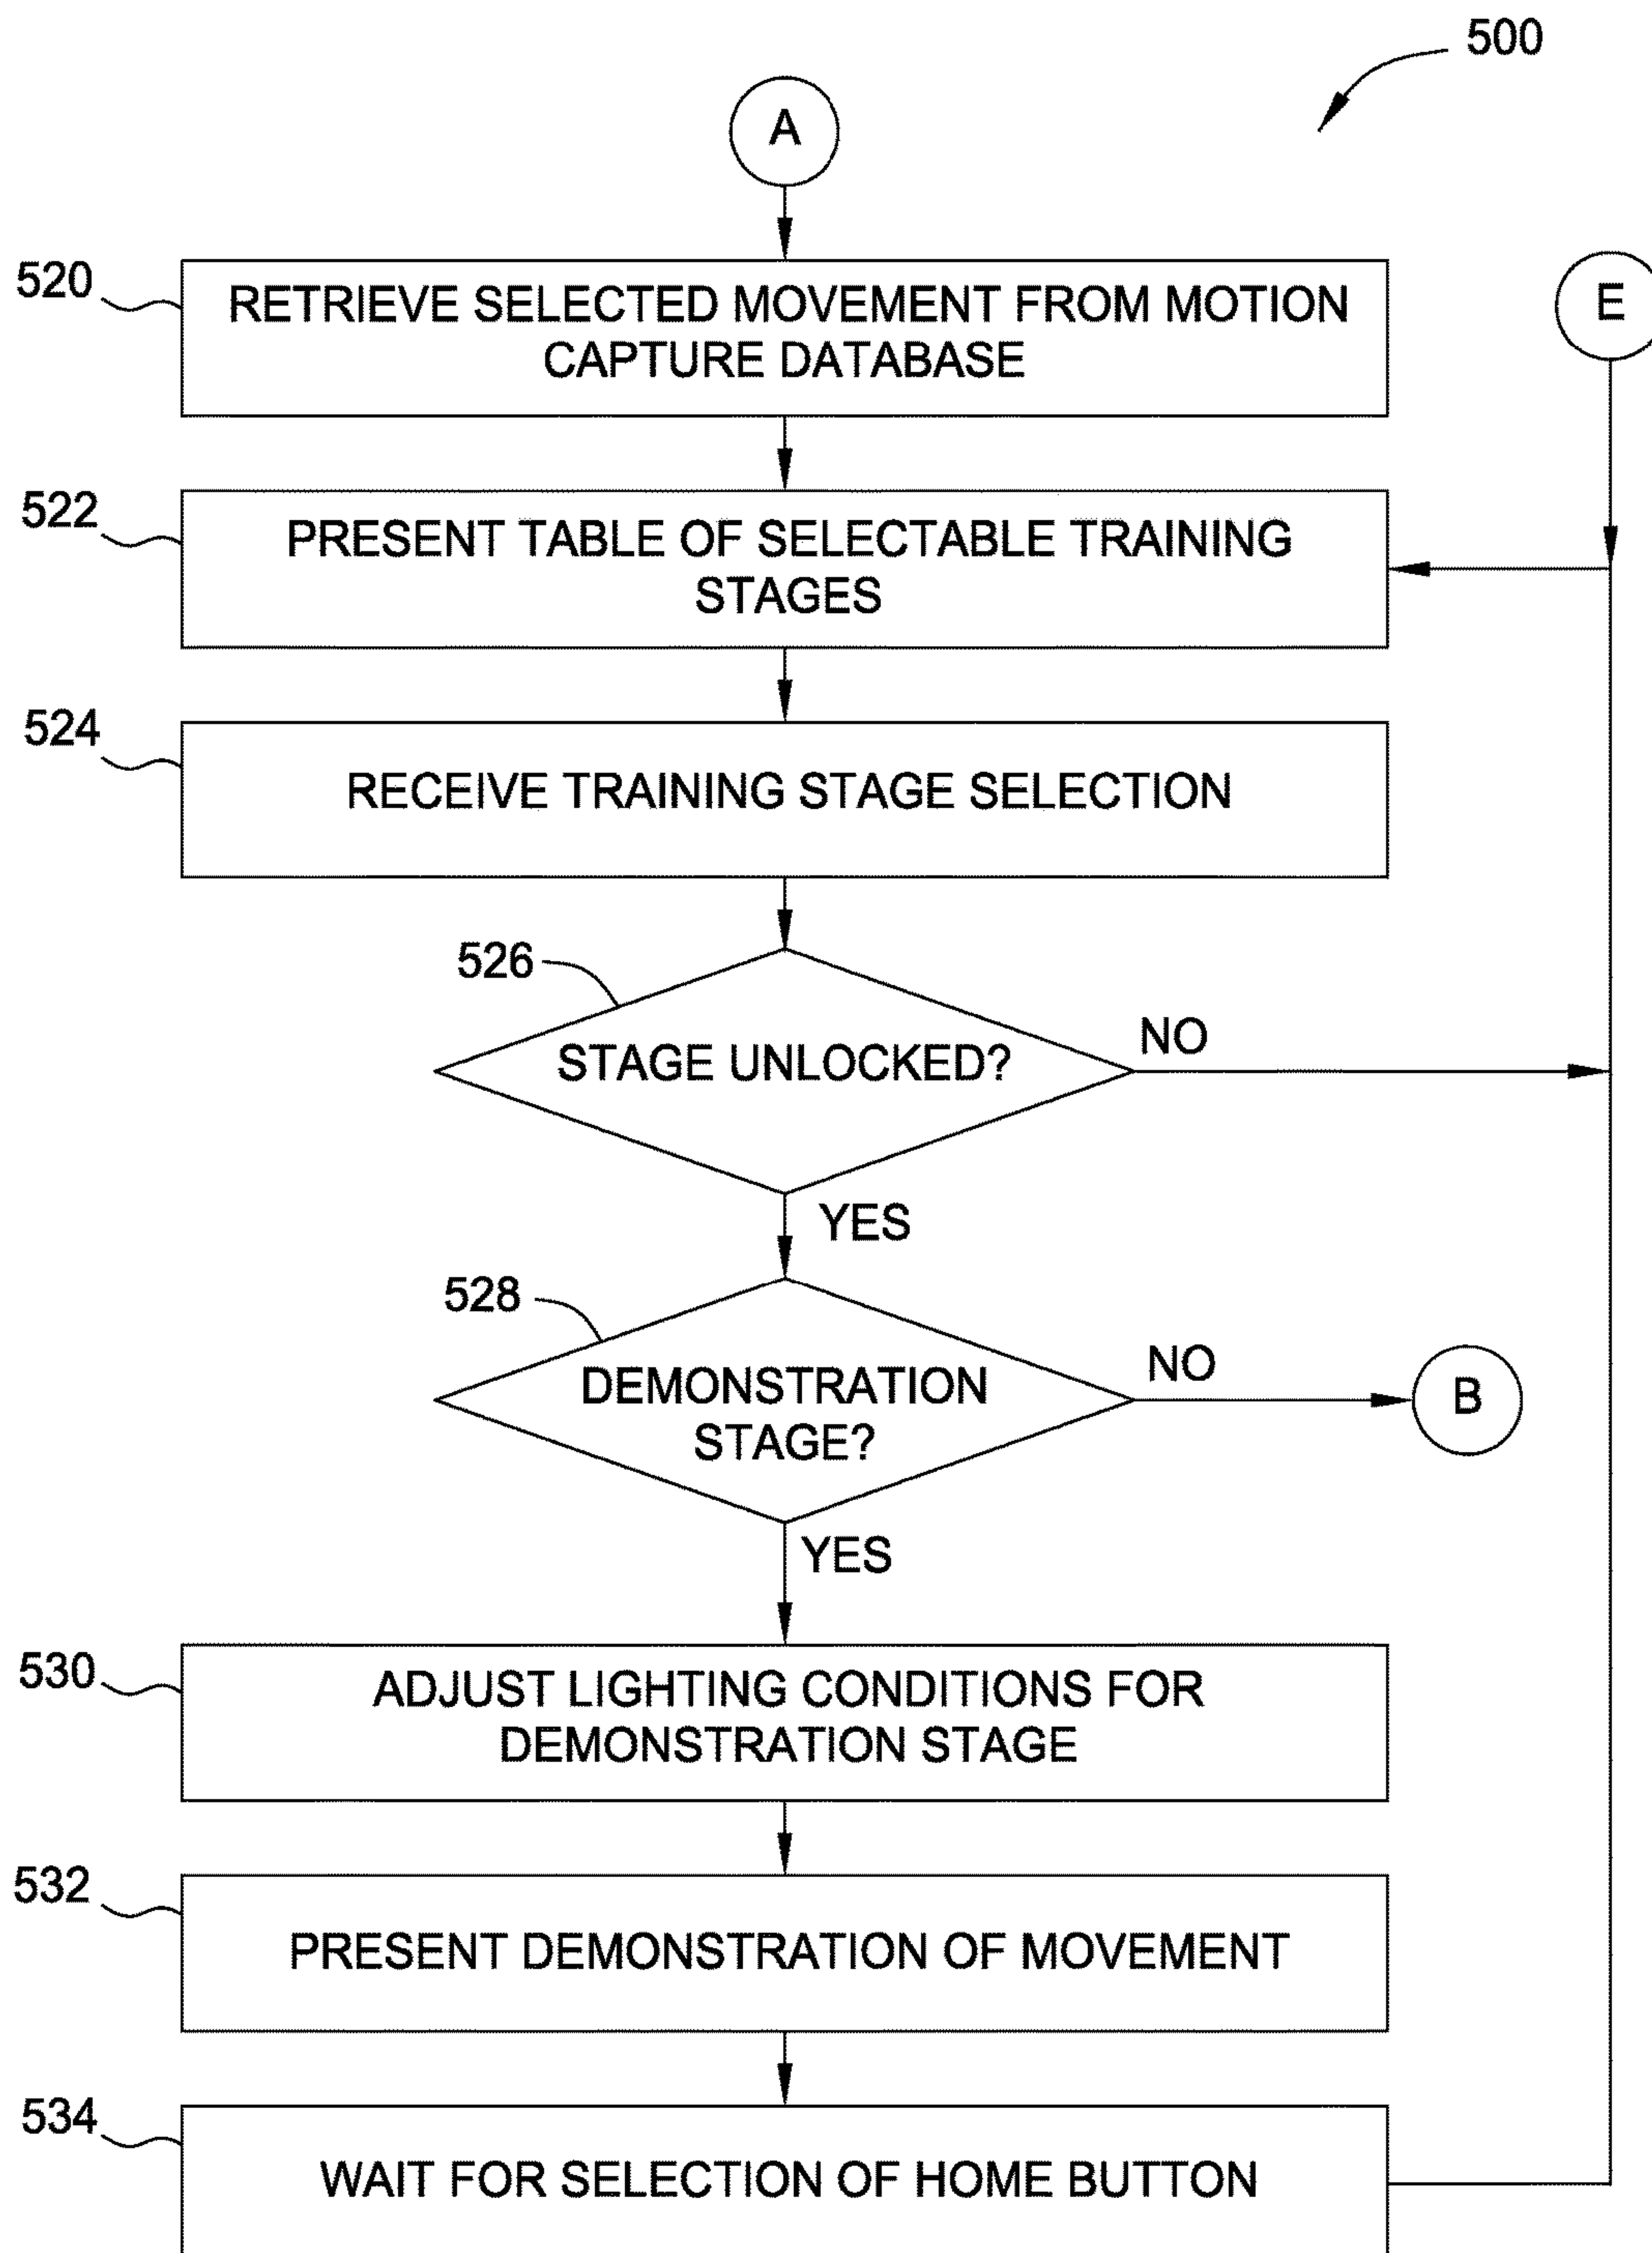 500
A
520
RETRIEVE SELECTED MOVEMENT FROM MOTION
CAPTURE DATABASE
E
522
PRESENT TABLE OF SELECTABLE TRAINING
STAGES
524
RECEIVE TRAINING STAGE SELECTION
526
STAGE UNLOCKED?
NO
YES
528
DEMONSTRATION
STAGE?
NO
B
YES
530
ADJUST LIGHTING CONDITIONS FOR
DEMONSTRATION STAGE
532
PRESENT DEMONSTRATION OF MOVEMENT
534
WAIT FOR SELECTION OF HOME BUTTON